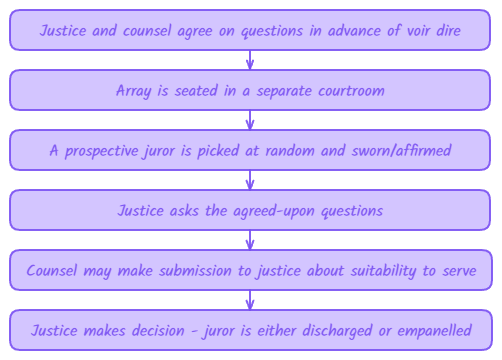 Justice and counsel agree on questions in advance of voir dire
Array is seated in a separate courtroom
A prospective juror is picked at random and sworn/affirmed
Justice asks the agreed-upon questions
Counsel may make submission to justice about suitability to serve
Justice makes decision - juror is either discharged or empanelled